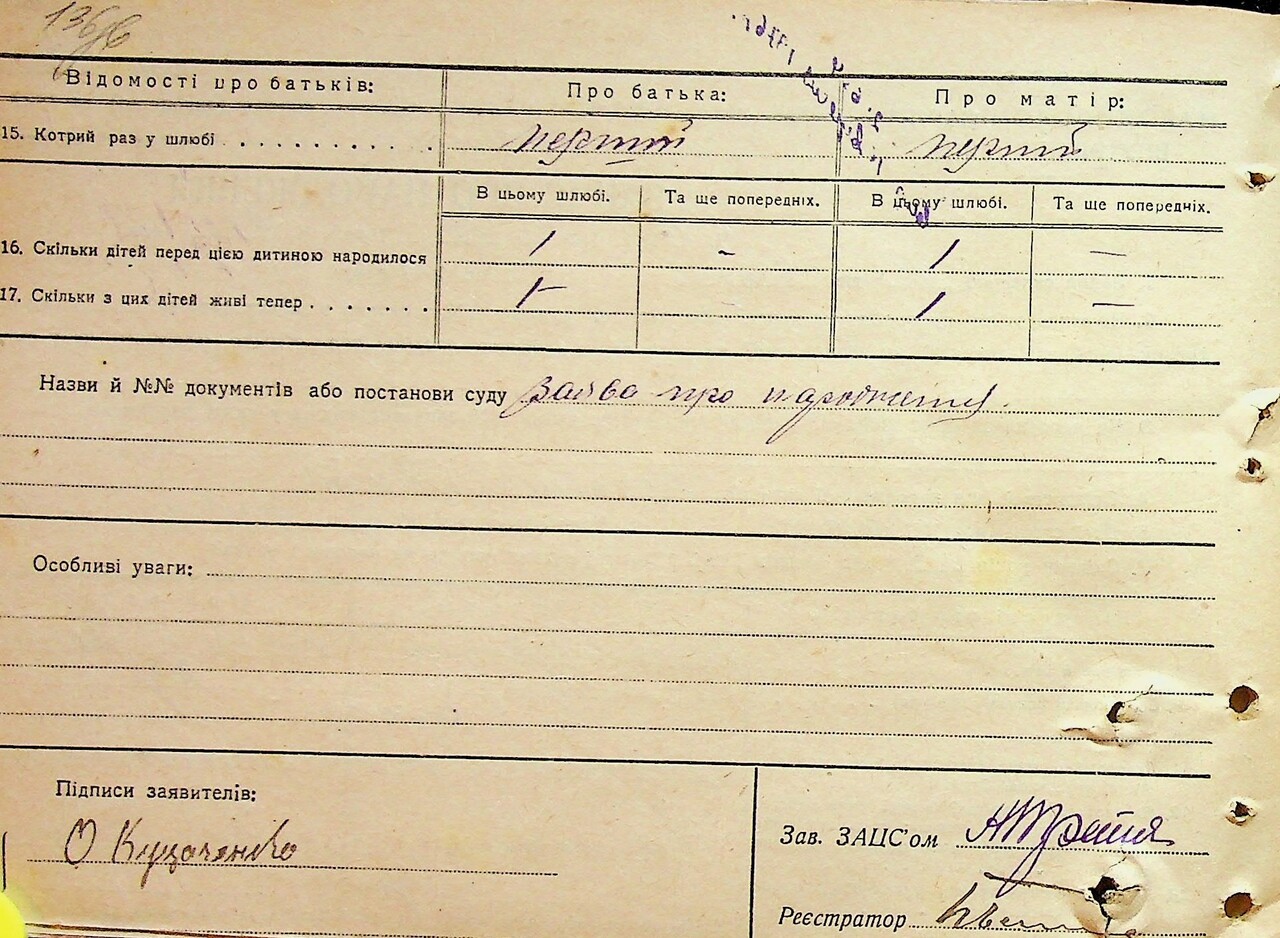 136
Відомості про батьків: Про батька: Про матір:
15. Котрий раз у шлюбі . . . . . . . . . . . перший перший
В цьому шлюбі. Та ще попередніх. В цьому шлюбі. Та ще попередніх.
16. Скільки дітей перед цією дитиною народилося 1 - 1 —
17. Скільки з цих дітей живі тепер . . . . . . . 1 1 —
Назви й №№ документів або постанови суду заява про народження
Особливі уваги:
Підписи заявителів:
О
Зав. ЗАЦС'ом
Реєстратор